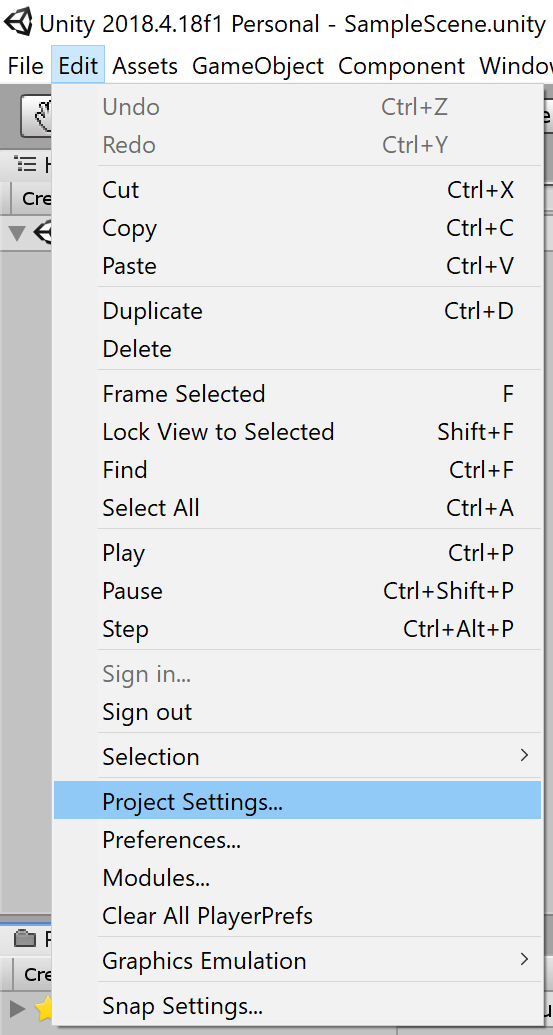 Unity 2018.4.18f1 Personal - SampleScene.unity
File Edit Assets GameObject Component Window
Undo Ctrl+Z
Redo Ctrl+Y
Cre
Cut Ctrl+X
Copy Ctrl+C
Paste Ctrl+V
Duplicate Ctrl+D
Delete
Frame Selected F
Lock View to Selected Shift+F
Find Ctrl+F
Select All Ctrl+A
Play Ctrl+P
Pause Ctrl+Shift+P
Step Ctrl+Alt+P
Sign in...
Sign out
Selection
Project Settings...
Preferences...
Modules...
Clear All PlayerPrefs
Graphics Emulation
Cre
Snap Settings...